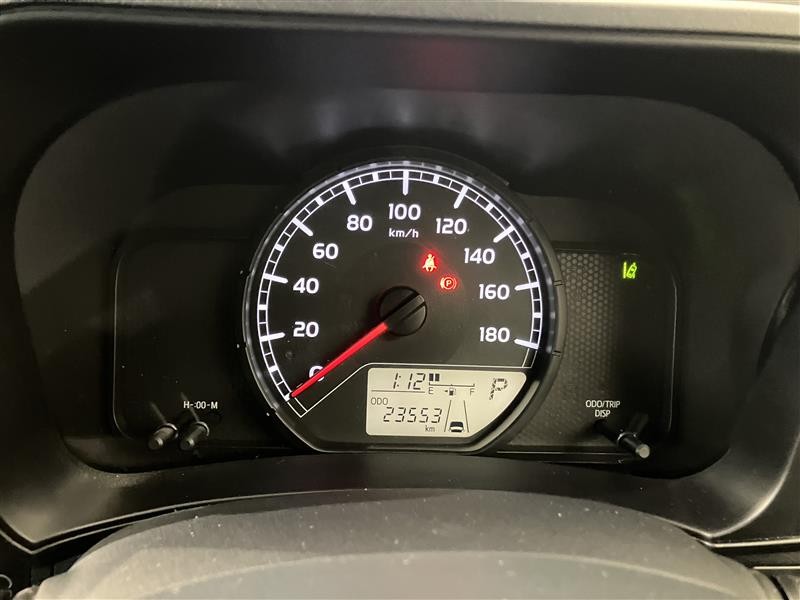 100
80
120
km/h
60
140
40
160
20
180
0
P
1:12
E
F
P
ODO
23553
km
H-:00-M
ODO/TRIP
DISP